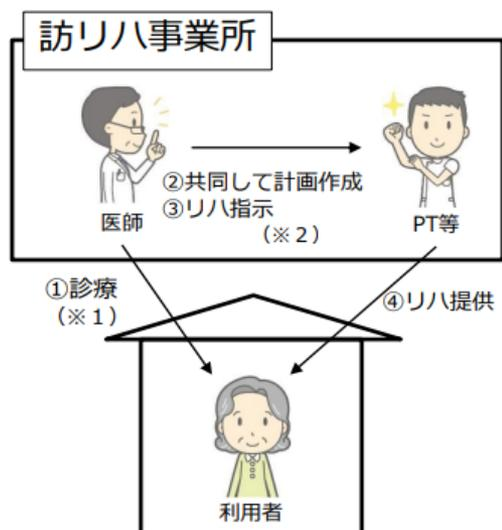 訪リハ事業所
②共同して計画作成
③リハ指示
（※２）
医師
PT等
①診療
（※１）
④リハ提供
利用者